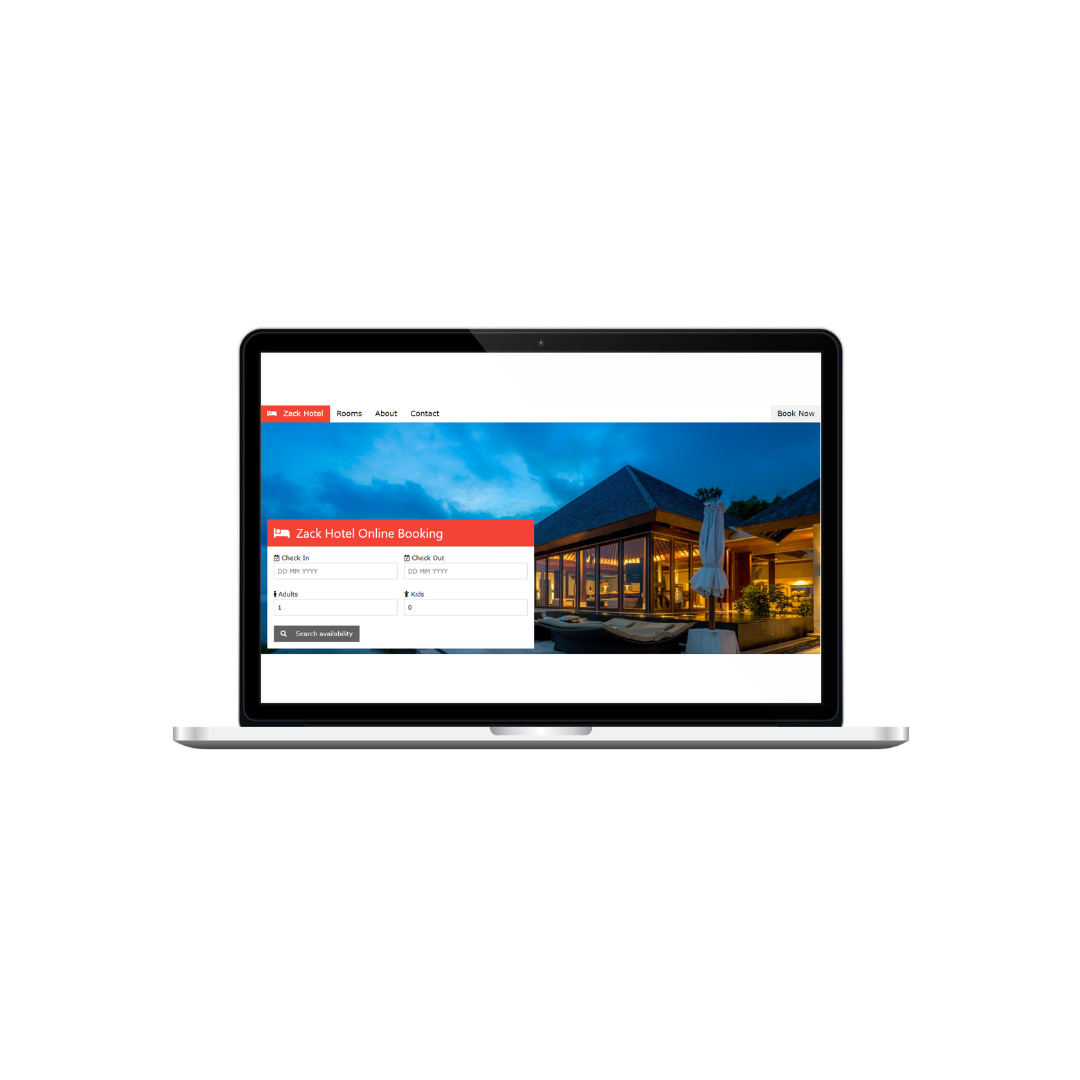 Zack Hotel Rooms About Contact Book Now
Zack Hotel Online Booking
Check In Check Out
DD MM YYYY DD MM YYYY
Adults Kids
1 0
Search availability